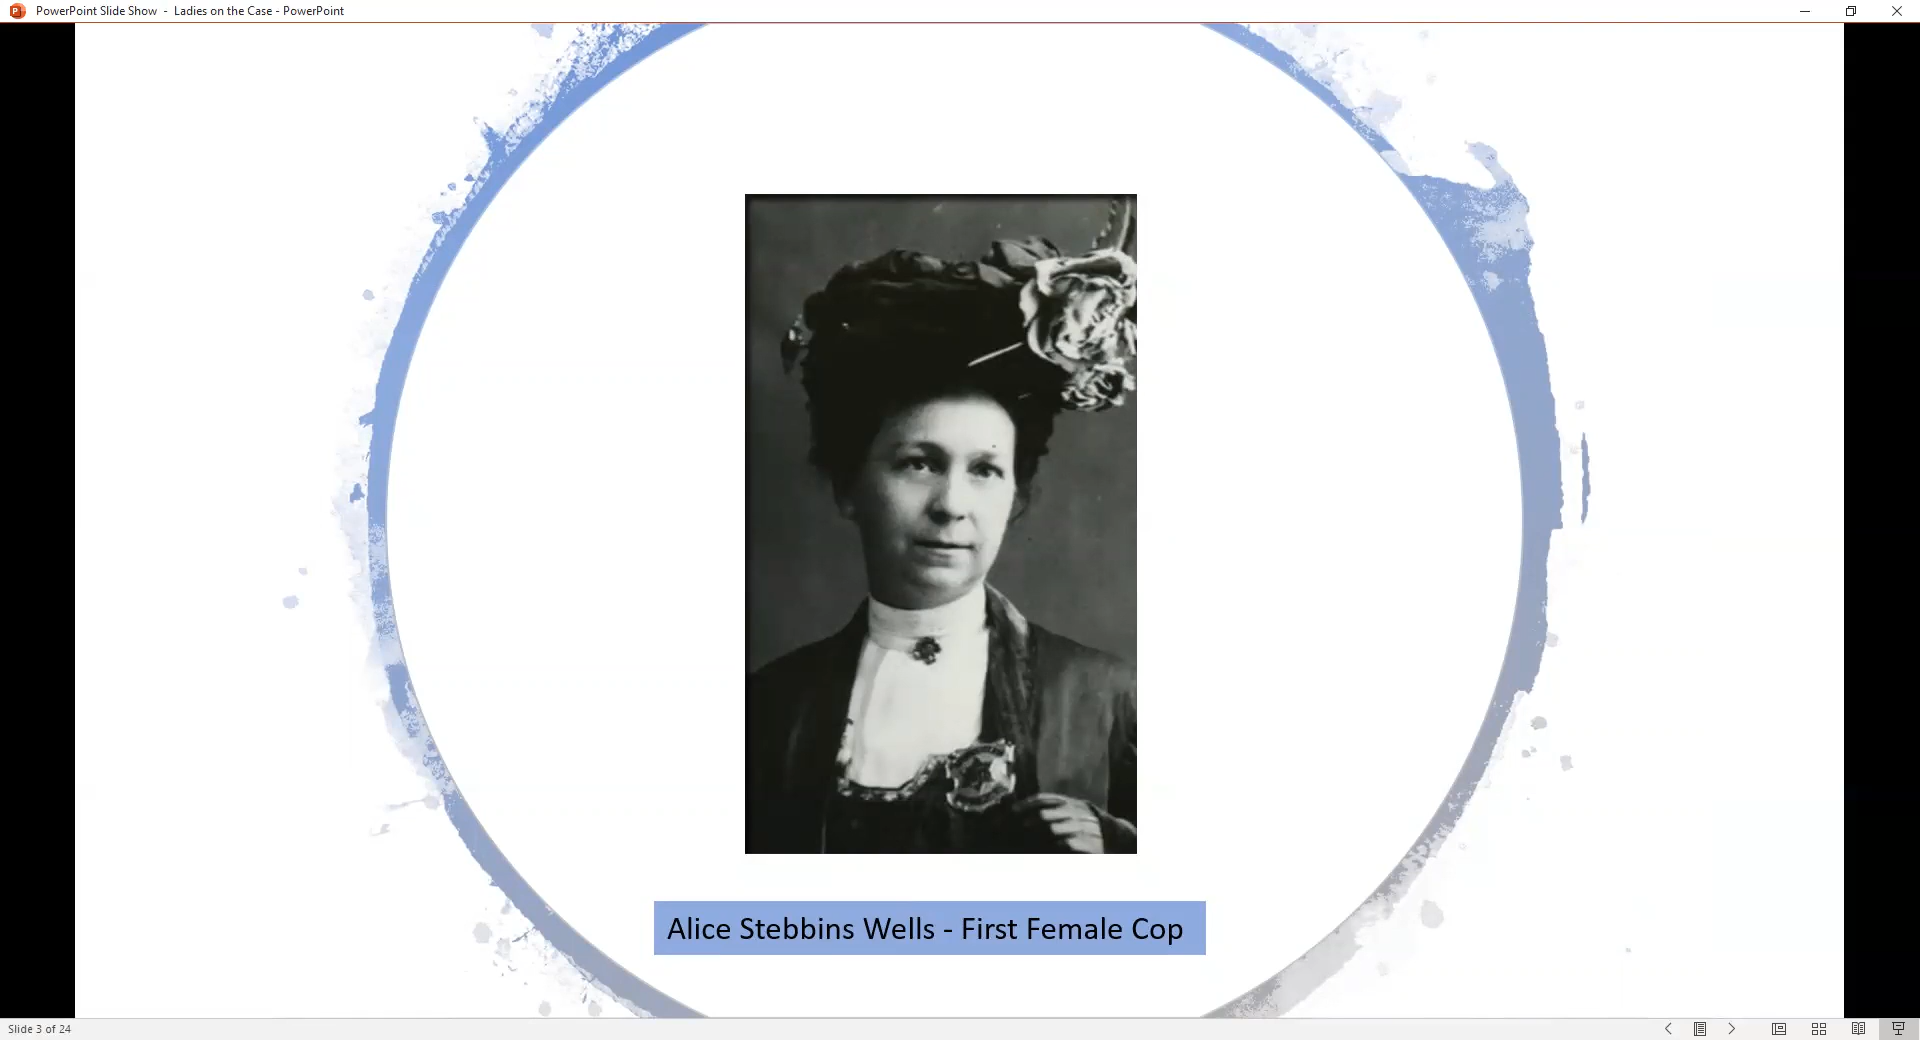 PowerPoint Slide Show - Ladies on the Case - PowerPoint
Alice Stebbins Wells - First Female Cop
Slide 3 of 24